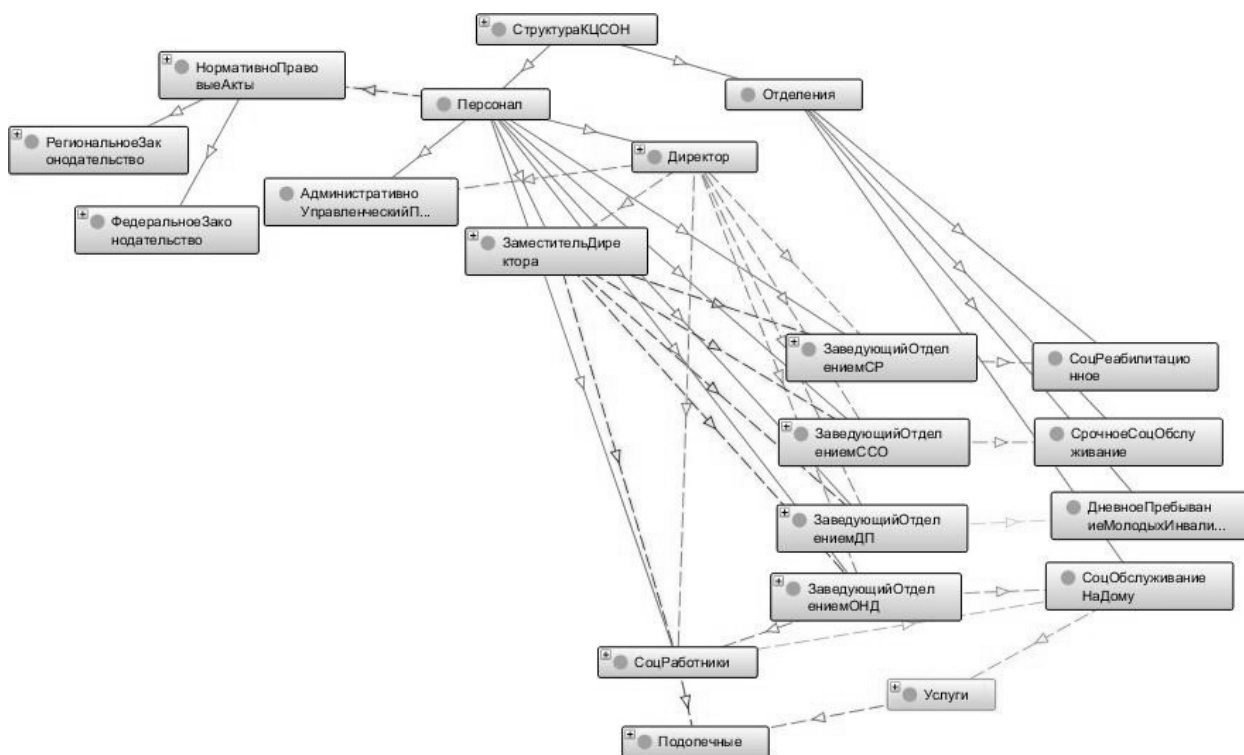 СтруктураКЦСОН
НормативноПраво
выеАкты
Персонал
Отделения
РегиональноеЗак
онодательство
Директор
Административно
УправленческийП...
ФедеральноеЗако
нодательство
ЗаместительДире
ктора
ЗаведующийОтдел
ениемСР
СоцРеабилитацио
нное
ЗаведующийОтдел
ениемССО
СрочноеСоцОбслу
живание
ЗаведующийОтдел
ениемДП
ДневноеПребыван
иеМолодыхИнвали...
ЗаведующийОтдел
ениемОНД
СоцОбслуживание
НаДому
СоцРаботники
Услуги
Подопечные